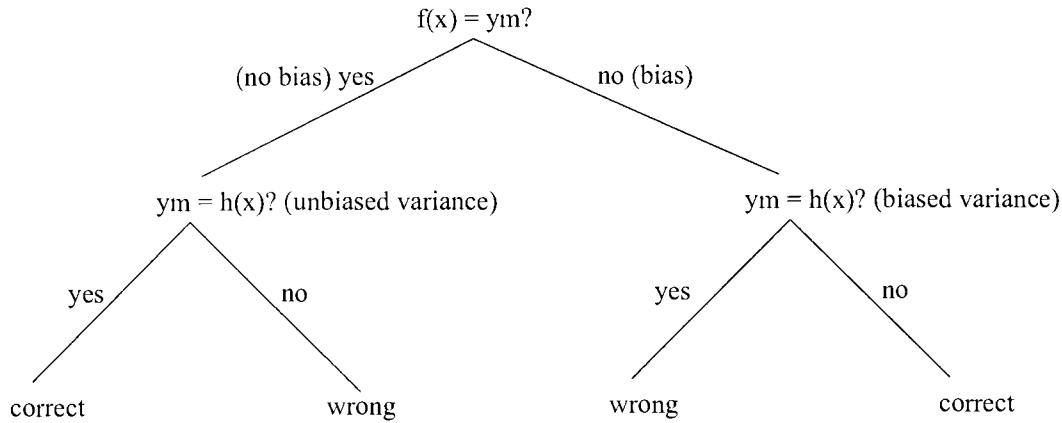 f(x) = ym?
(no bias) yes
no (bias)
ym = h(x)? (unbiased variance)
ym = h(x)? (biased variance)
yes
no
yes
no
correct
wrong
wrong
correct